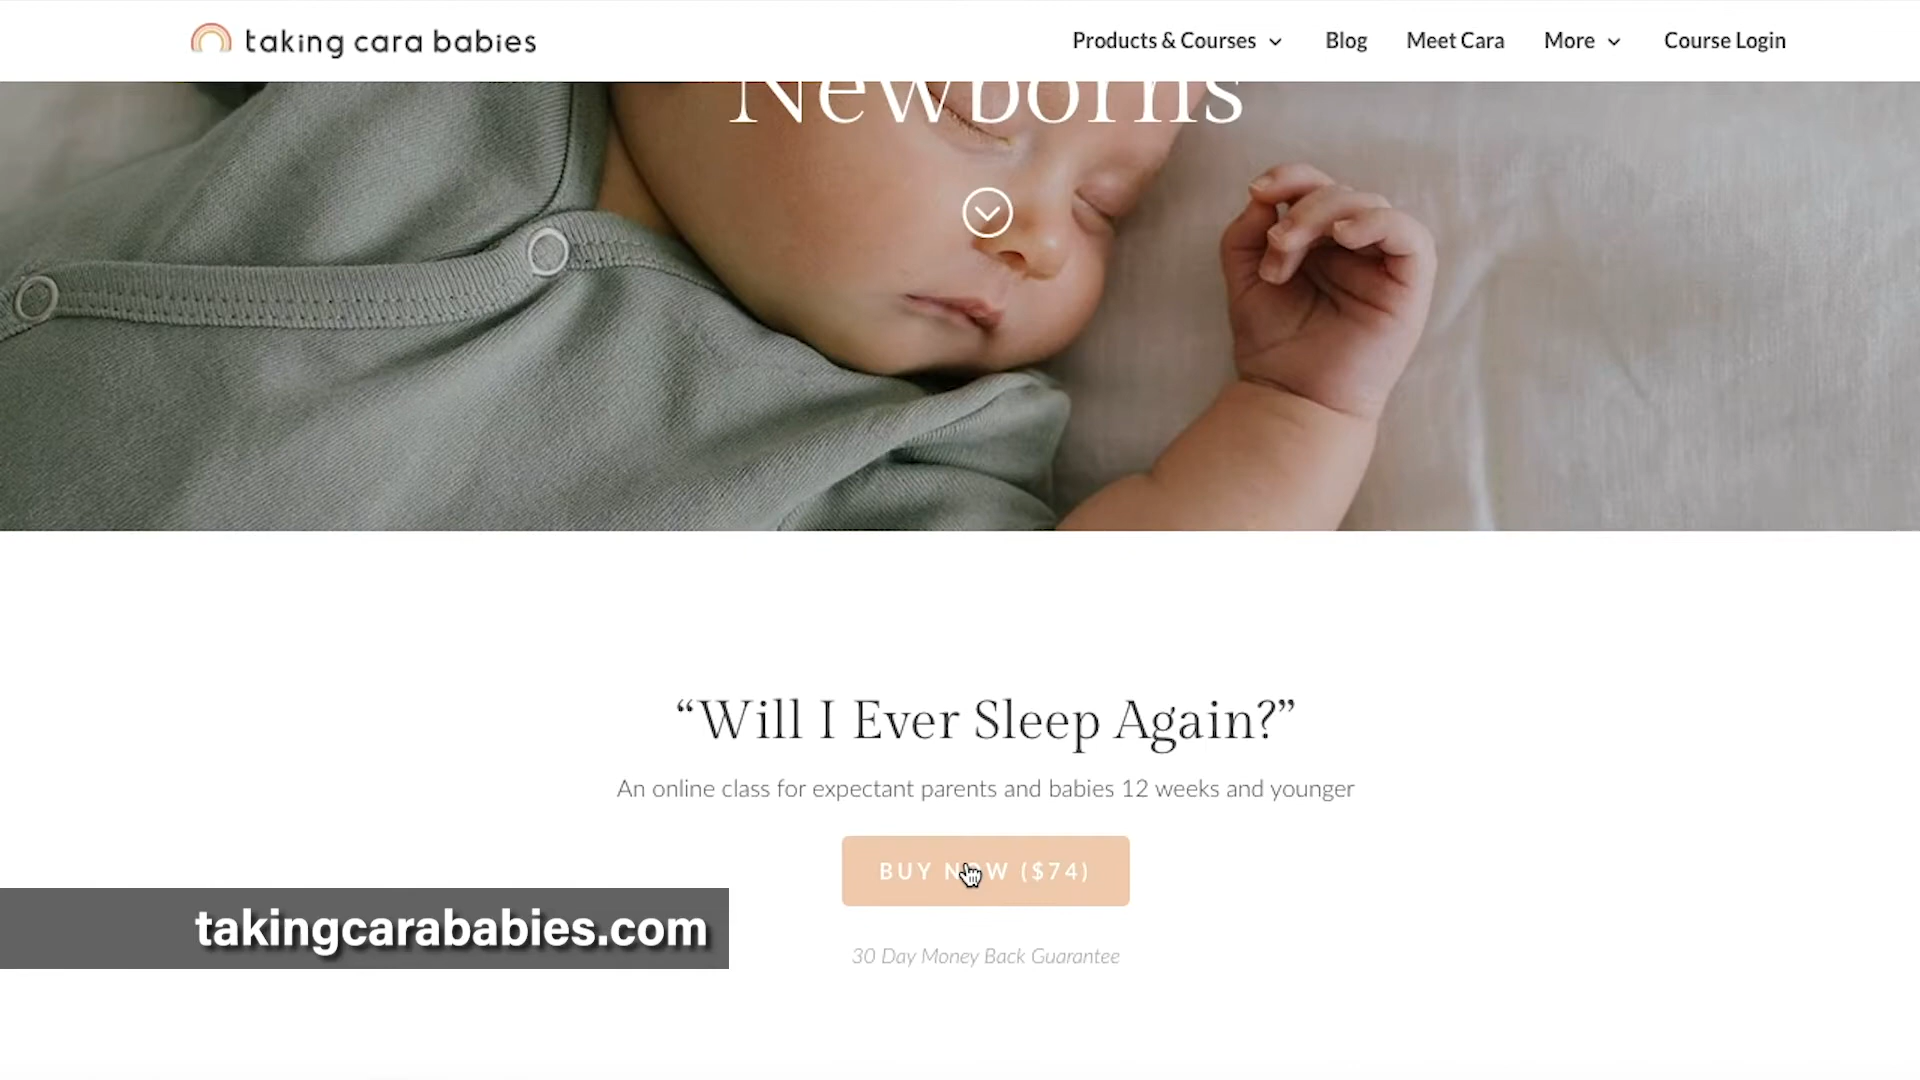 taking cara babies
Products & Courses
Blog
Meet Cara
More
Course Login
Newborns
“Will I Ever Sleep Again?”
An online class for expectant parents and babies 12 weeks and younger
BUY NOW ($74)
takingcarababies.com
30 Day Money Back Guarantee